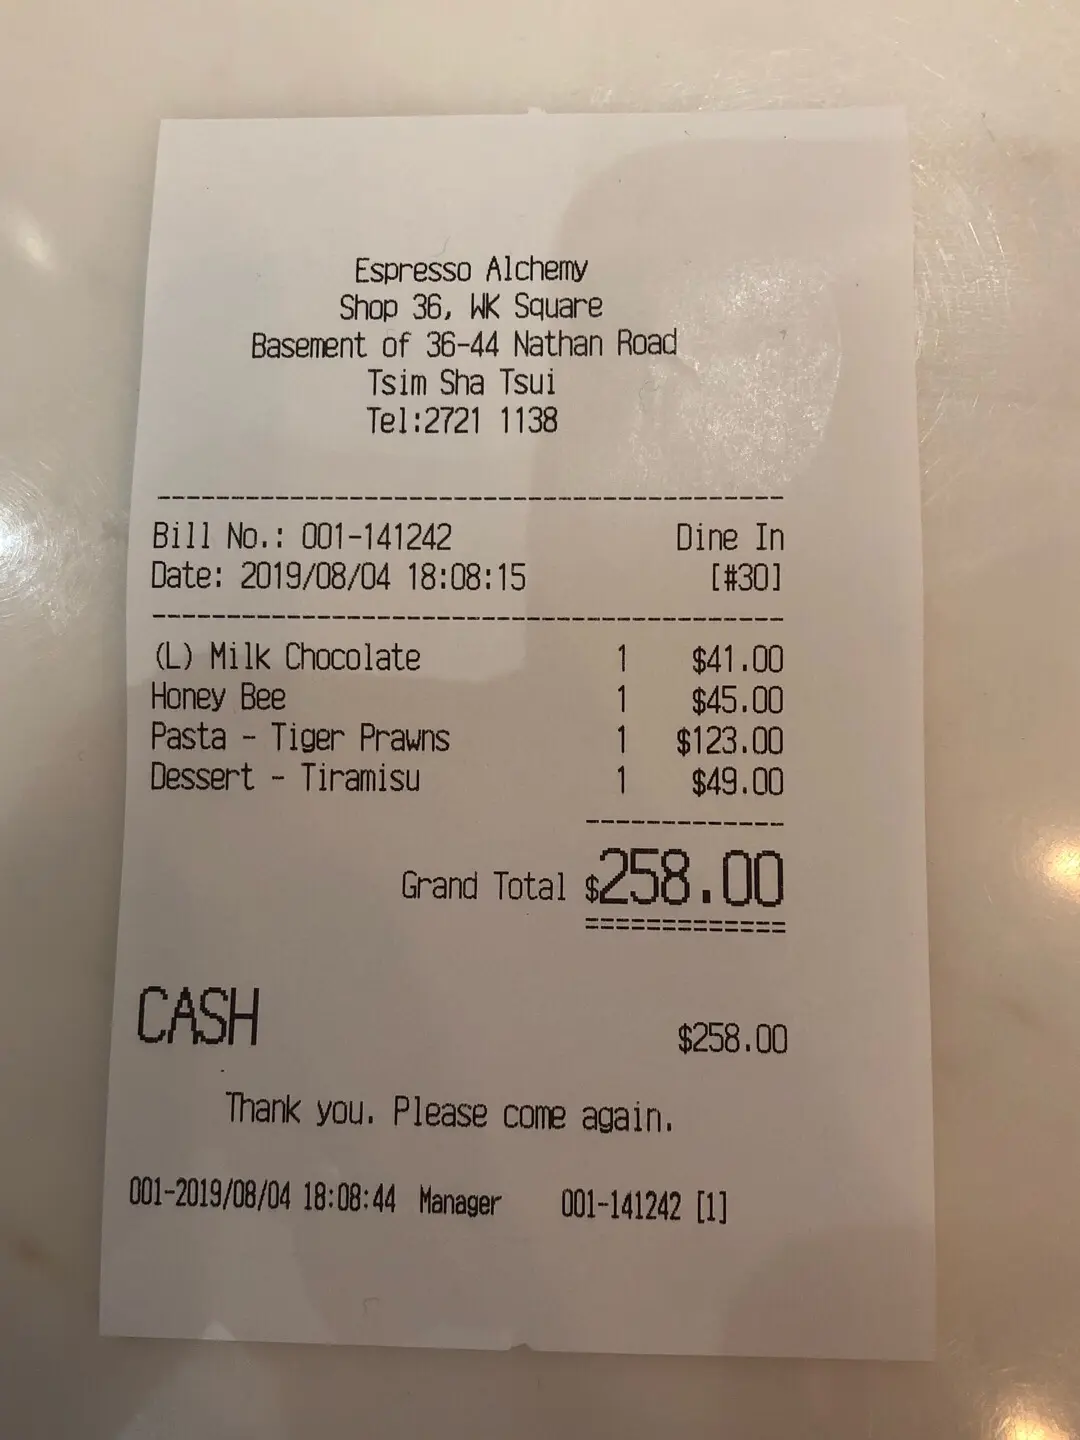 Espresso Alchemy
Shop 36, WK Square
Basement of 36-44 Nathan Road
Tsim Sha Tsui
Tel:2721 1138
----------------------------------------
Bill No.: 001-141242 Dine In
Date: 2019/08/04 18:08:15 [#30]
----------------------------------------
(L) Milk Chocolate 1 $41.00
Honey Bee 1 $45.00
Pasta - Tiger Prawns 1 $123.00
Dessert - Tiramisu 1 $49.00
-------------
Grand Total $258.00
=============
CASH $258.00
Thank you. Please come again.
001-2019/08/04 18:08:44 Manager 001-141242 [1]